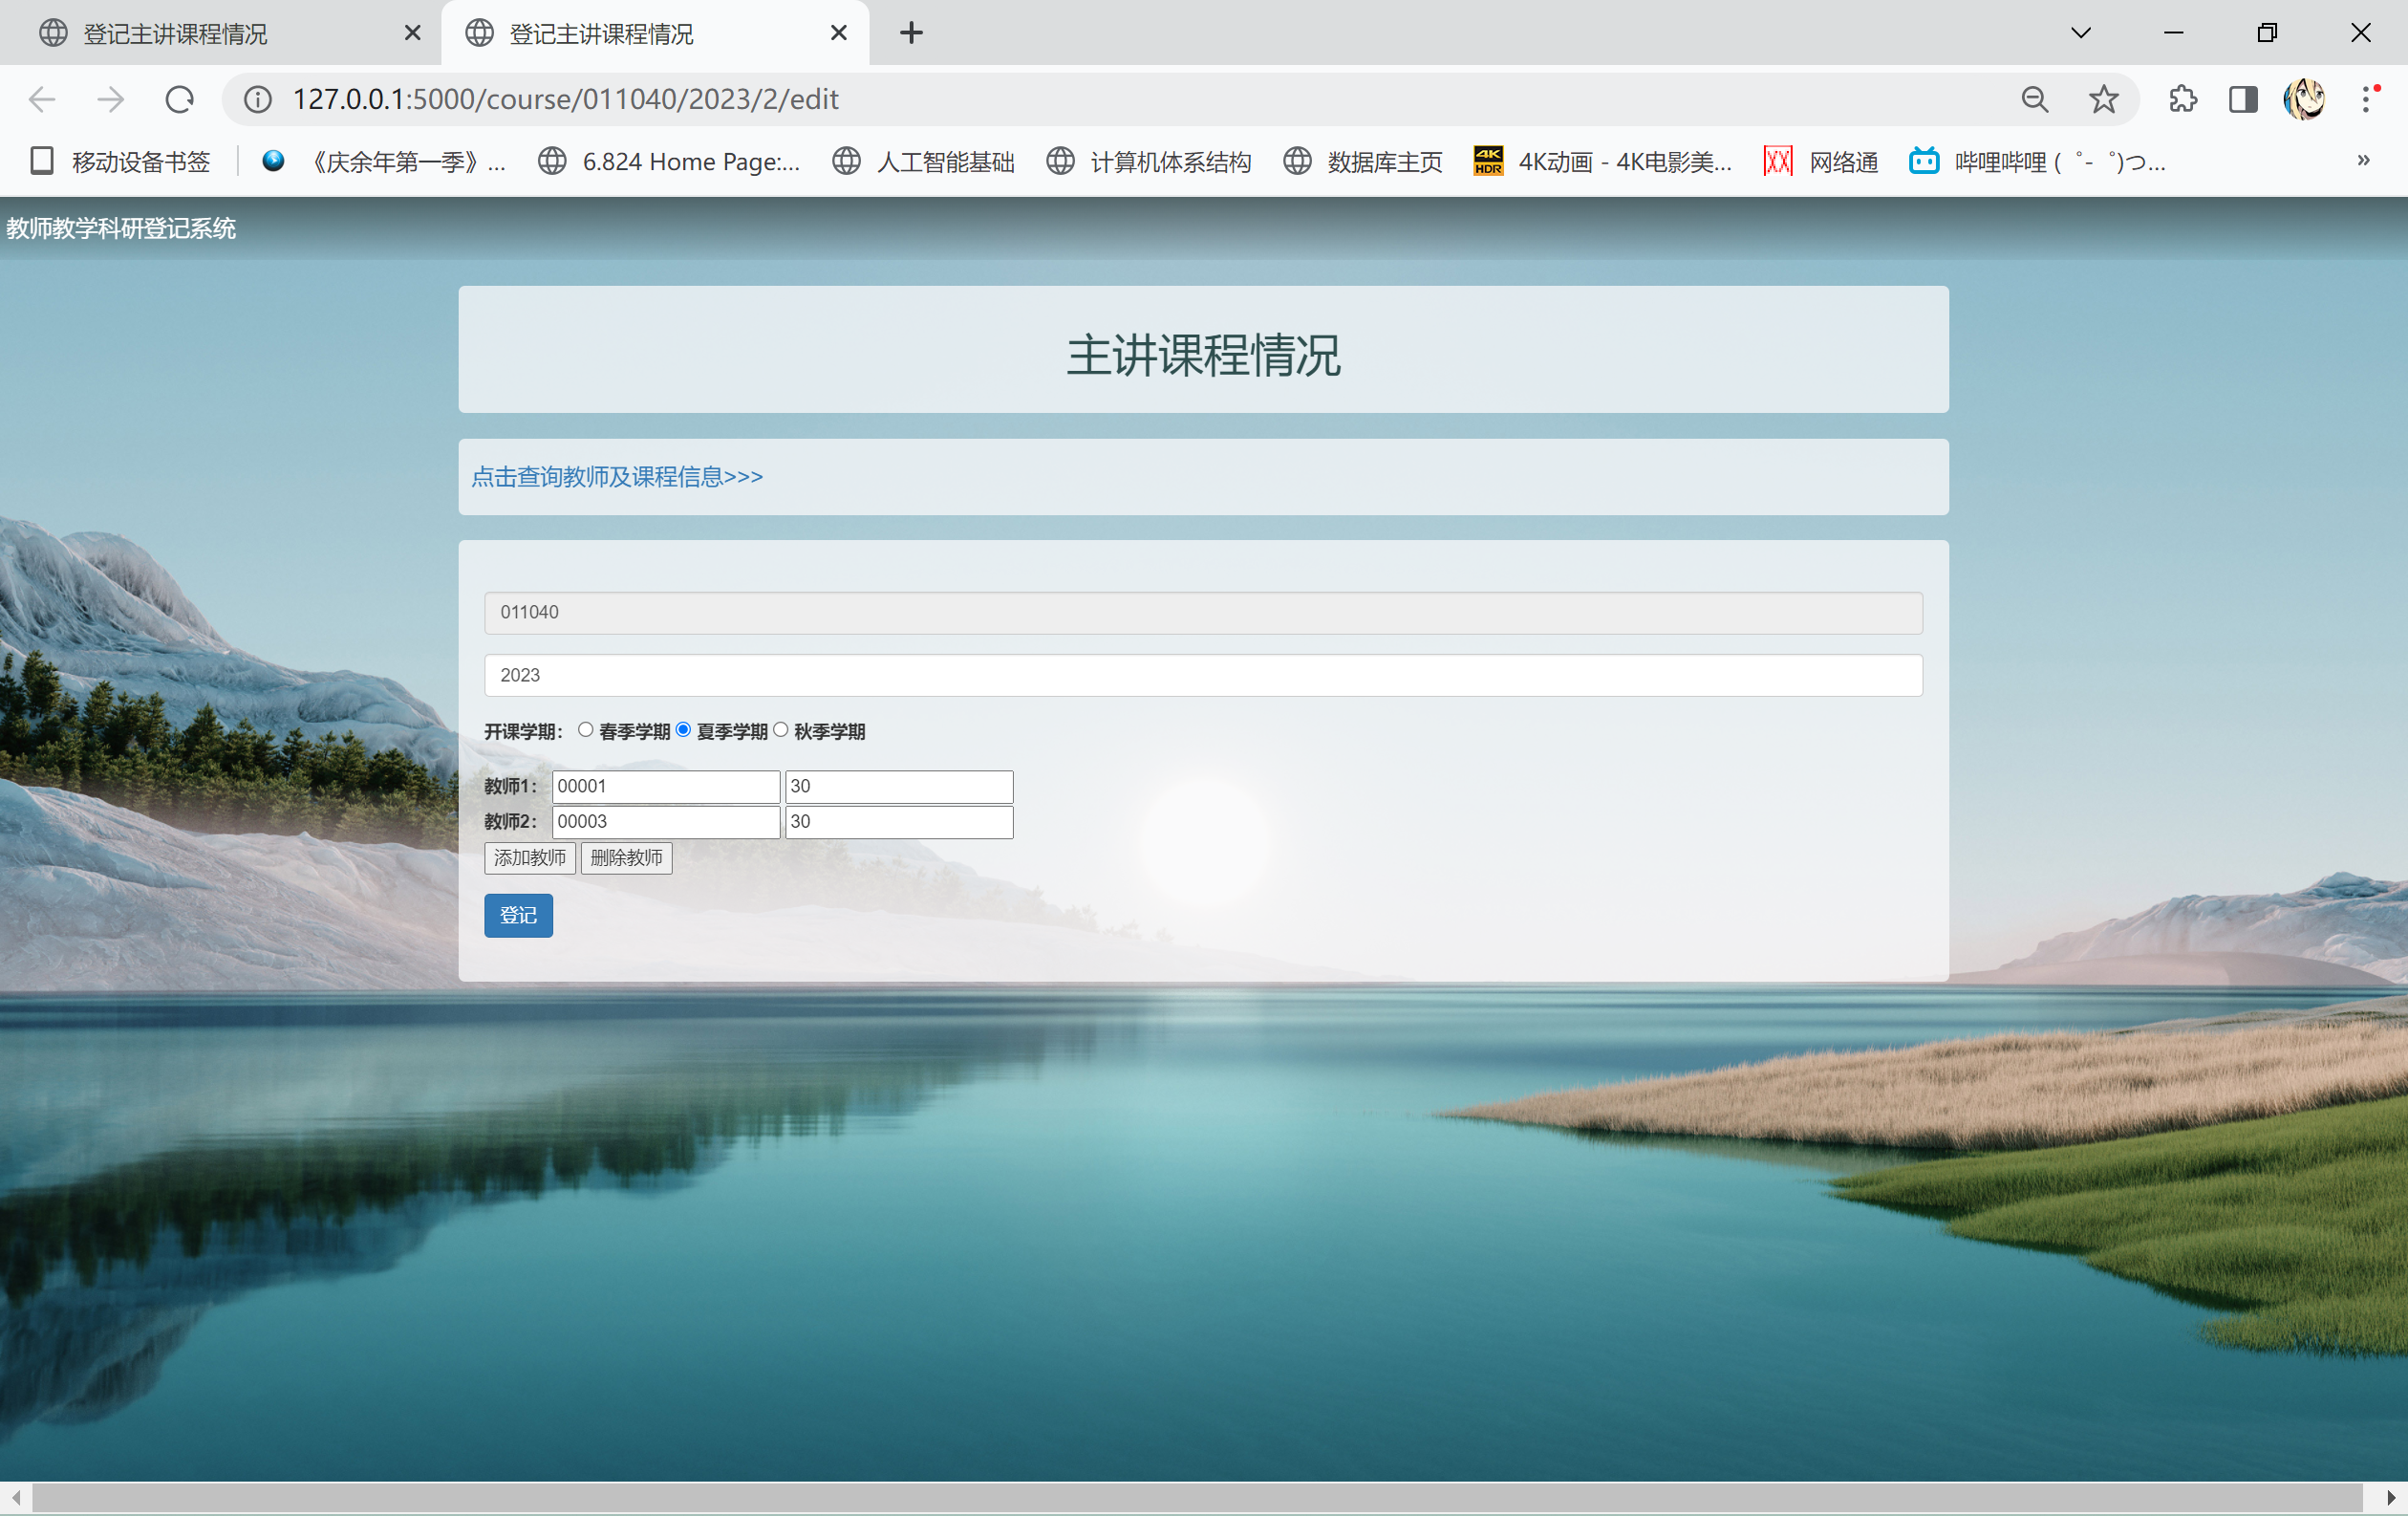 登记主讲课程情况
登记主讲课程情况
127.0.0.1:5000/course/011040/2023/2/edit
移动设备书签 《庆余年第一季》... 6.824 Home Page:... 人工智能基础 计算机体系结构 数据库主页 4K HDR 4K动画 - 4K电影美... 网络通 哔哩哔哩 ( ゜- ゜)つ... »
教师教学科研登记系统
主讲课程情况
点击查询教师及课程信息>>>
011040
2023
开课学期： 春季学期 夏季学期 秋季学期
教师1： 00001 30
教师2： 00003 30
添加教师 删除教师
登记